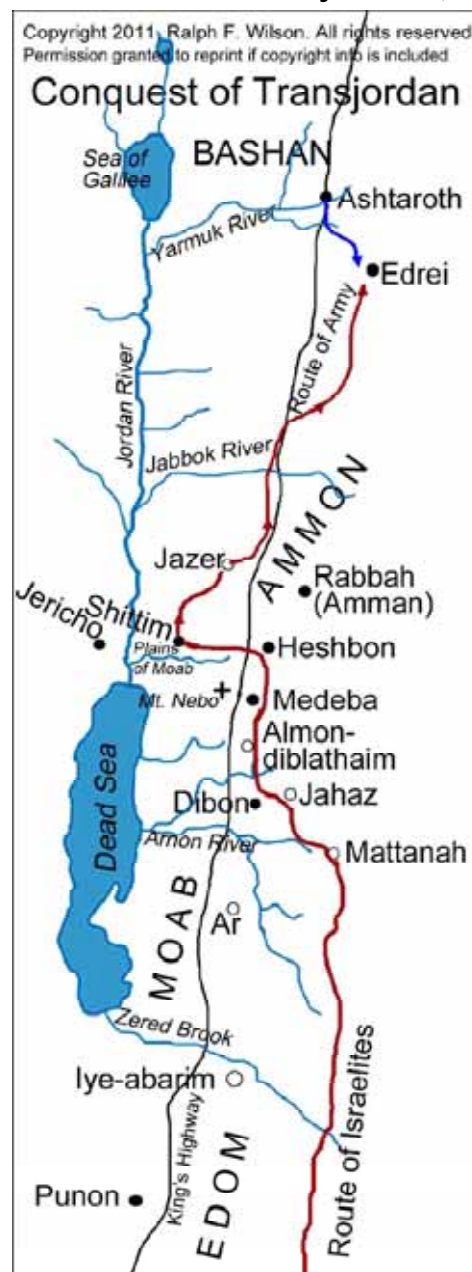 Copyright 2011, Ralph F. Wilson. All rights reserved
Permission granted to reprint if copyright info is included
Conquest of Transjordan
Sea of
Galilee
BASHAN
Ashtaroth
Yarmuk River
Edrei
Route of Army
Jordan River
Jabbok River
AMMON
Jazer
Rabbah
(Amman)
Shittim
Jericho
Plains
of Moab
Heshbon
Mt. Nebo
Medeba
Almon-
diblathaim
Dead Sea
Jahaz
Dibon
Arnon River
Mattanah
MOAB
Ar
Zered Brook
Iye-abarim
King's Highway
EDOM
Route of Israelites
Punon